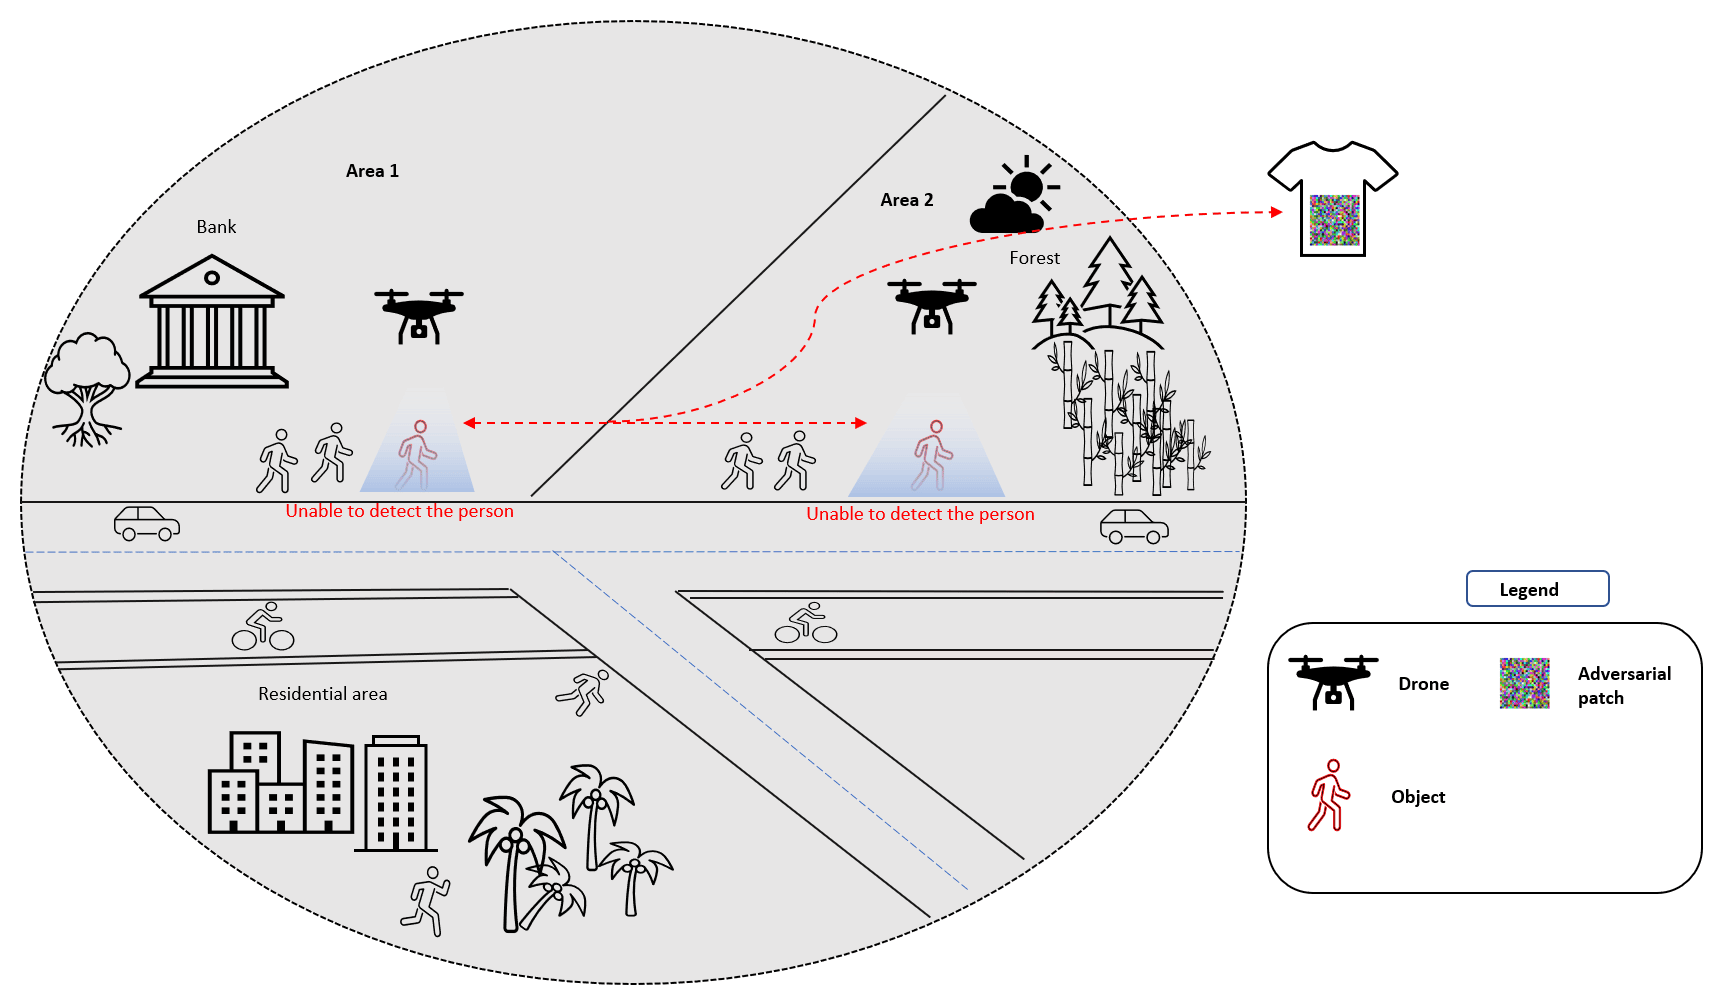 Area 1
Area 2
Bank
Forest
Unable to detect the person
Unable to detect the person
Residential area
Legend
Drone
Adversarial
patch
Object